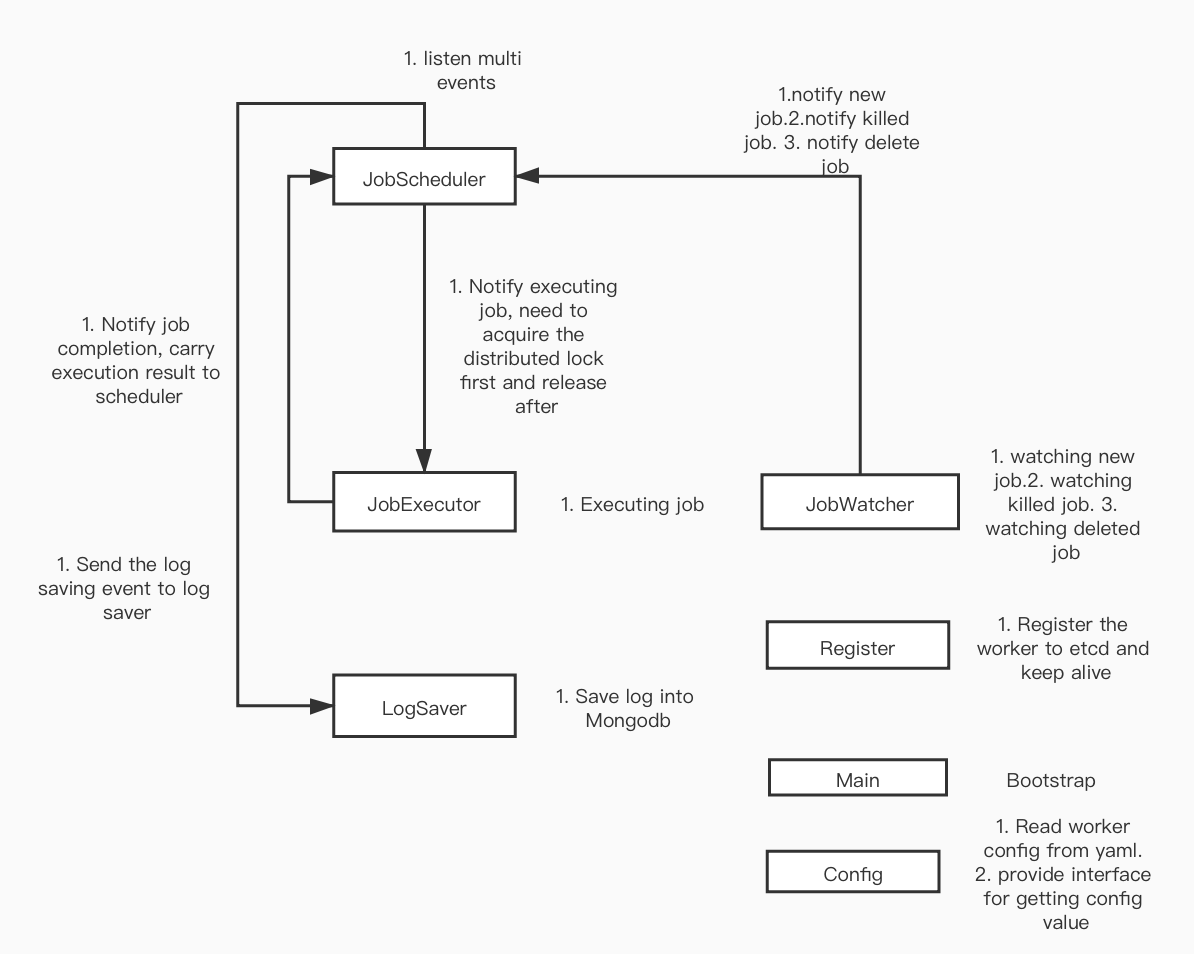 1. listen multi
events
1.notify new
job.2.notify killed
job. 3. notify delete
job
JobScheduler
1. Notify executing
job, need to
acquire the
distributed lock
first and release
after
1. Notify job
completion, carry
execution result to
scheduler
JobExecutor
1. Executing job
JobWatcher
1. watching new
job.2. watching
killed job. 3.
watching deleted
job
1. Send the log
saving event to log
saver
Register
1. Register the
worker to etcd and
keep alive
LogSaver
1. Save log into
Mongodb
Main
Bootstrap
Config
1. Read worker
config from yaml.
2. provide interface
for getting config
value